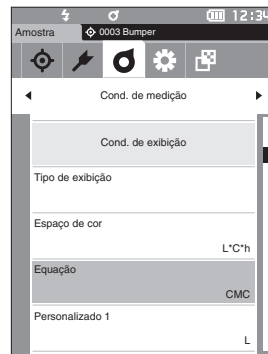 12:34
Amostra
0003 Bumper
Cond. de medição
Cond. de exibição
Tipo de exibição
Espaço de cor
L*C*h
Equação
CMC
Personalizado 1
L